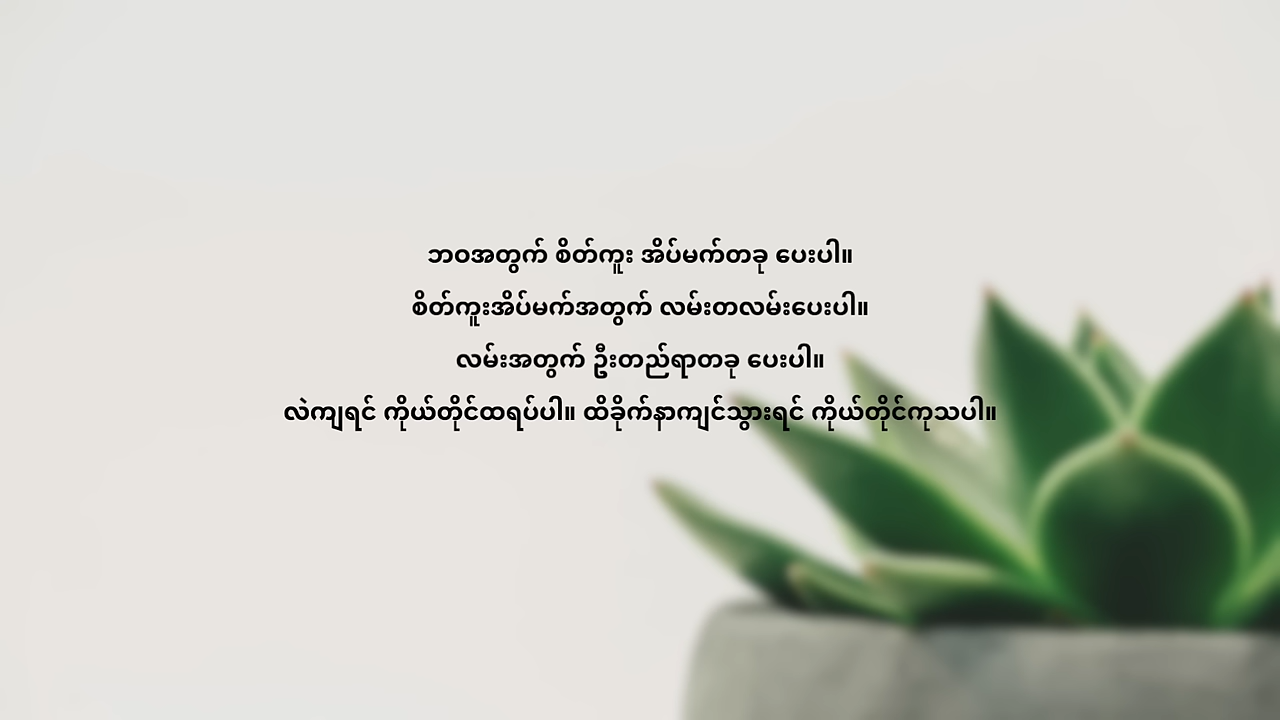 ဘဝအတွက် စိတ်ကူး အိပ်မက်တခု ပေးပါ။
စိတ်ကူးအိပ်မက်အတွက် လမ်းတလမ်းပေးပါ။
လမ်းအတွက် ဦးတည်ရာတခု ပေးပါ။
လဲကျရင် ကိုယ်တိုင်ထရပ်ပါ။ ထိခိုက်နာကျင်သွားရင် ကိုယ်တိုင်ကုသပါ။